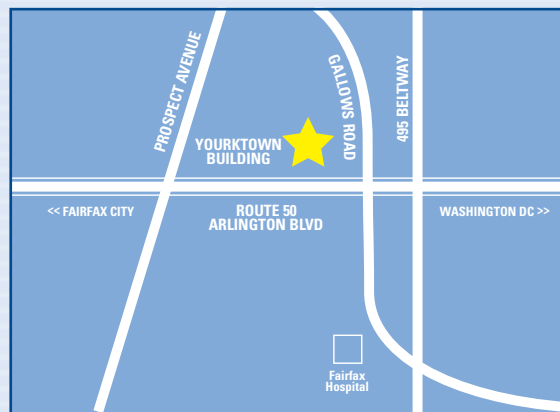 PROSPECT AVENUE
GALLOWS ROAD
495 BELTWAY
YOURKTOWN
BUILDING
<< FAIRFAX CITY
ROUTE 50
ARLINGTON BLVD
WASHINGTON DC >>
Fairfax
Hospital